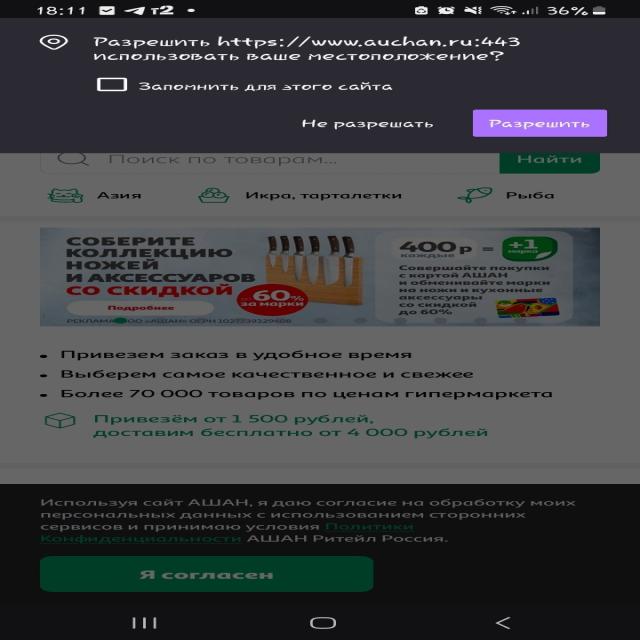 18:11
т2
36%
Разрешить https://www.auchan.ru:443
использовать ваше местоположение?
Запомнить для этого сайта
Не разрешать
Разрешить
Поиск по товарам...
Найти
Азия
Икра, тарталетки
Рыба
СОБЕРИТЕ
КОЛЛЕКЦИЮ
НОЖЕЙ
И АКСЕССУАРОВ
СО СКИДКОЙ
Подробнее
до 60%
за марки
400р = +1
каждые
Совершайте покупки
с картой АШАН
и обменивайте марки
на ножи и кухонные
аксессуары
со скидкой
до 60%
РЕКЛАМА ООО «АШАН» ОГРН
Привезем заказ в удобное время
Выберем самое качественное и свежее
Более 70 000 товаров по ценам гипермаркета
Привезём от 1 500 рублей,
доставим бесплатно от 4 000 рублей
Используя сайт АШАН, я даю согласие на обработку моих
персональных данных с использованием сторонних
сервисов и принимаю условия Политики
Конфиденциальности АШАН Ритейл Россия.
Я согласен